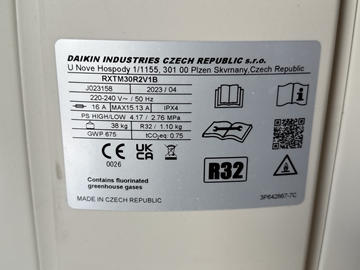 DAIKIN INDUSTRIES CZECH REPUBLIC s.r.o.
U Nove Hospody 1/1155, 301 00 Plzen Skvrnany,Czech Republic
RXTM30R2V1B
J023158 2023 / 04
220-240 V ~ / 50 Hz
16 A MAX15.13 A IPX4
PS HIGH/LOW 4.17 / 2.76 MPa
38 kg R32 / 1.10 kg
GWP 675 tCO2eq: 0.75
CE UK CA
0026
R32
Contains fluorinated
greenhouse gases
MADE IN CZECH REPUBLIC 3P642667-7C